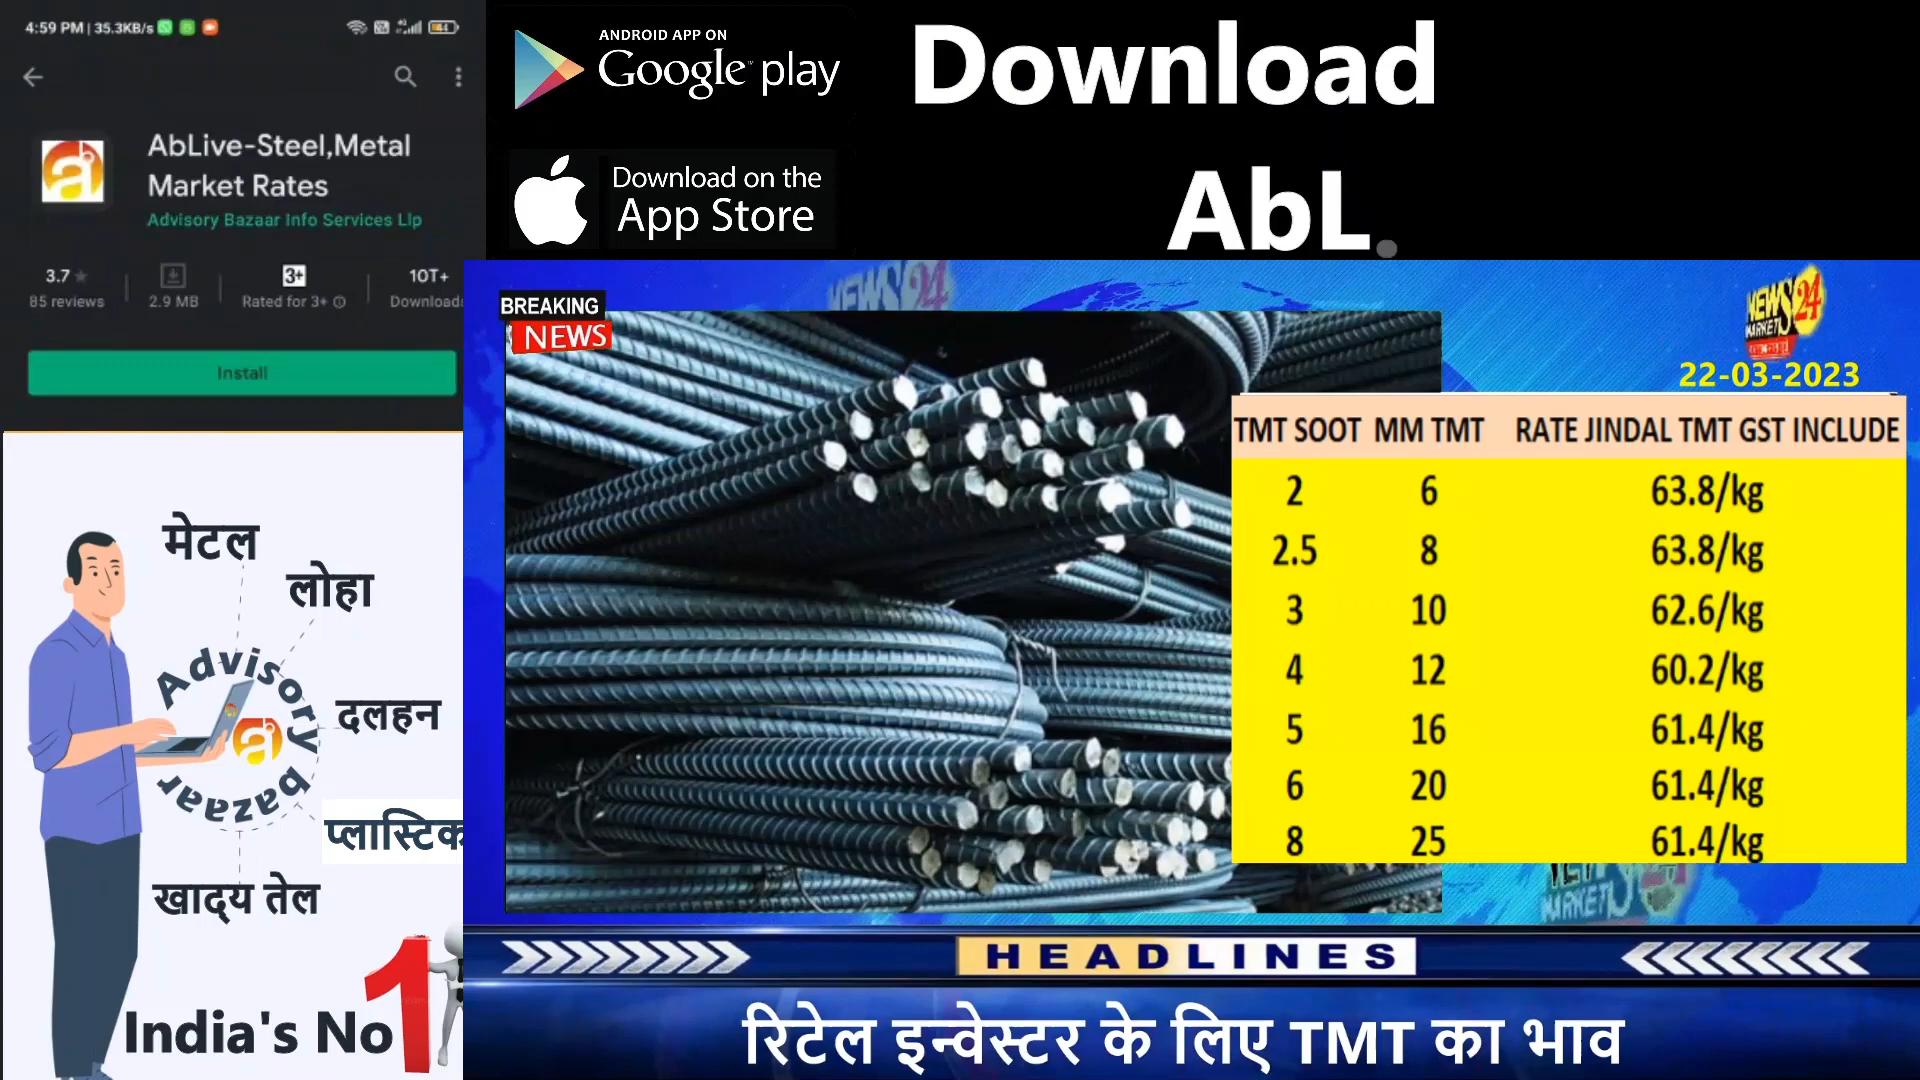 4:59 PM | 35.3KB/s
AbLive-Steel,Metal
Market Rates
Advisory Bazaar Info Services Llp
3.7★
85 reviews
2.9 MB
3+
Rated for 3+
10T+
Downloads
Install
मेटल
लोहा
दलहन
प्लास्टिक
खाद्य तेल
Advisory bazaar
India's No 1
ANDROID APP ON
Google play
Download on the
App Store
Download
AbL.
BREAKING
NEWS
NEWS 24
MARKET
22-03-2023
TMT SOOT MM TMT RATE JINDAL TMT GST INCLUDE
2 6 63.8/kg
2.5 8 63.8/kg
3 10 62.6/kg
4 12 60.2/kg
5 16 61.4/kg
6 20 61.4/kg
8 25 61.4/kg
HEADLINES
रिटेल इन्वेस्टर के लिए TMT का भाव